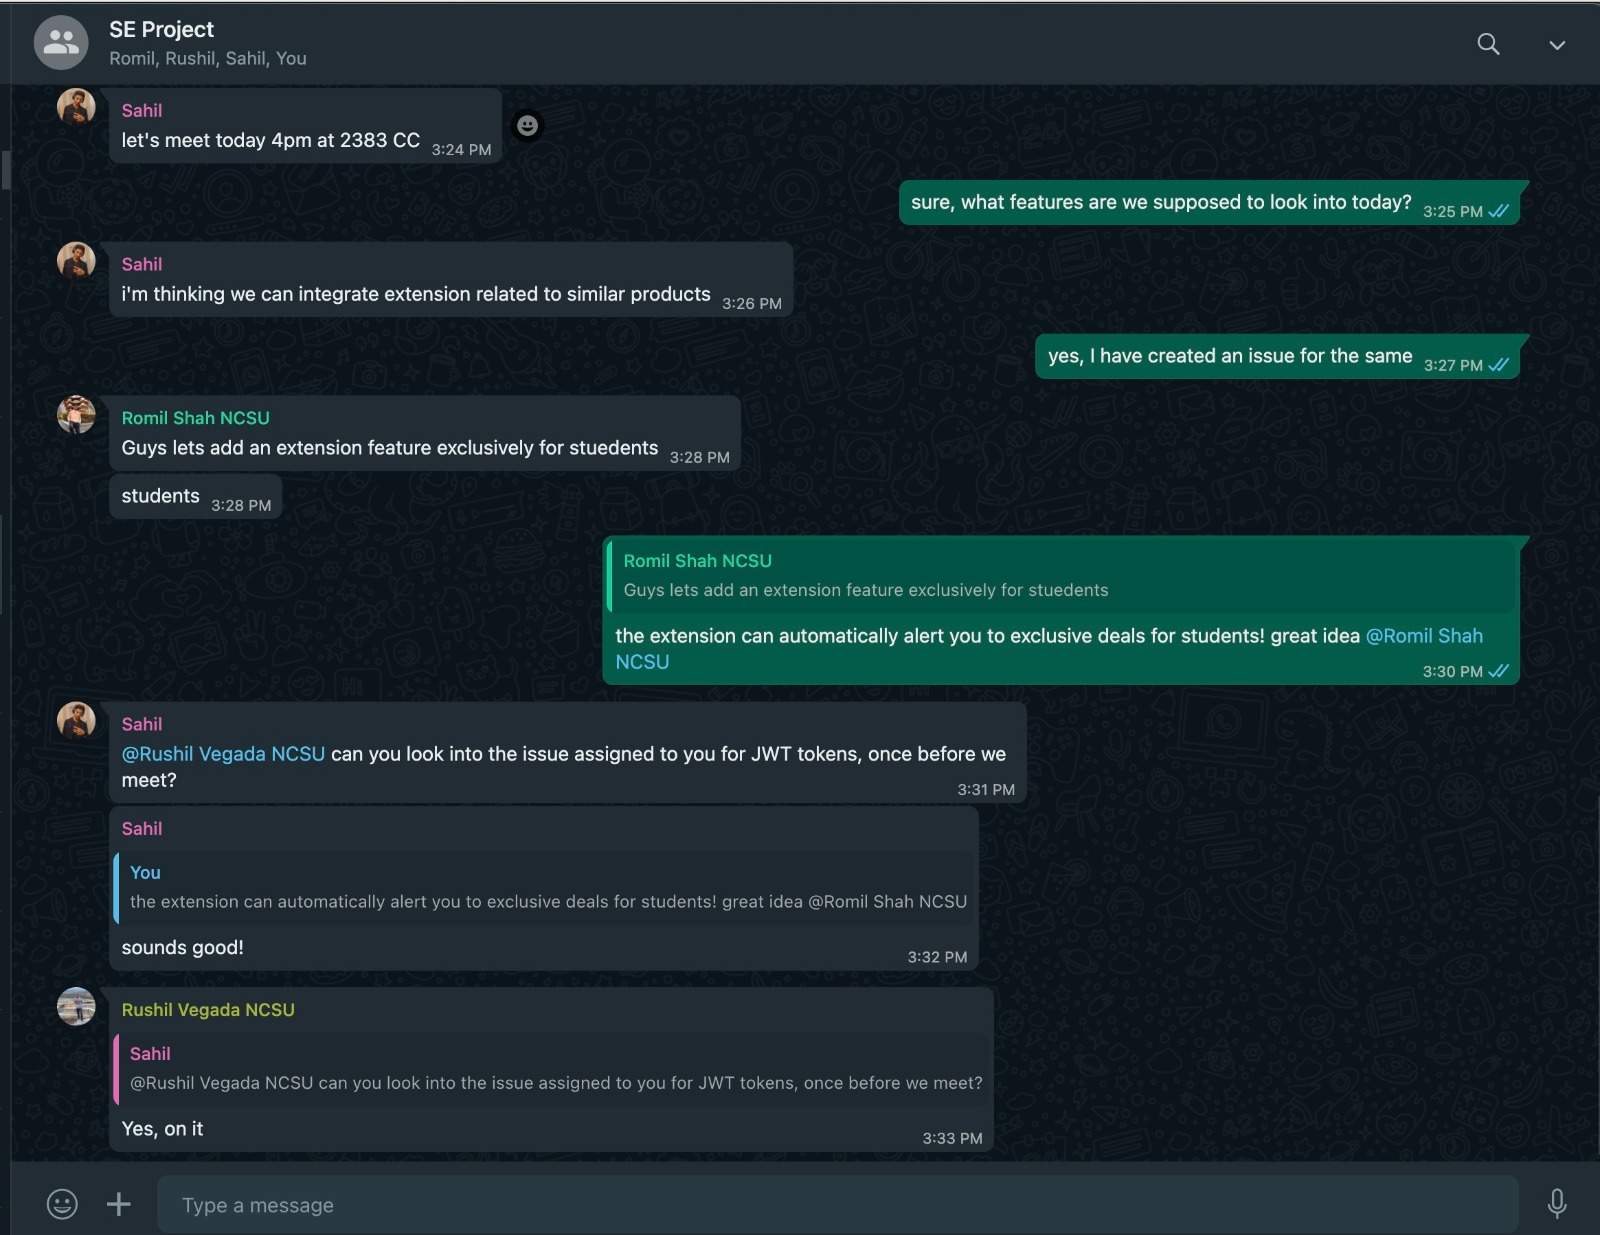 SE Project
Romil, Rushil, Sahil, You
Sahil
let's meet today 4pm at 2383 CC 3:24 PM
sure, what features are we supposed to look into today? 3:25 PM
Sahil
i'm thinking we can integrate extension related to similar products 3:26 PM
yes, I have created an issue for the same 3:27 PM
Romil Shah NCSU
Guys lets add an extension feature exclusively for stuedents 3:28 PM
students 3:28 PM
Romil Shah NCSU
Guys lets add an extension feature exclusively for stuedents
the extension can automatically alert you to exclusive deals for students! great idea @Romil Shah
NCSU
3:30 PM
Sahil
@Rushil Vegada NCSU can you look into the issue assigned to you for JWT tokens, once before we
meet?
3:31 PM
Sahil
You
the extension can automatically alert you to exclusive deals for students! great idea @Romil Shah NCSU
sounds good!
3:32 PM
Rushil Vegada NCSU
Sahil
@Rushil Vegada NCSU can you look into the issue assigned to you for JWT tokens, once before we meet?
Yes, on it
3:33 PM
Type a message